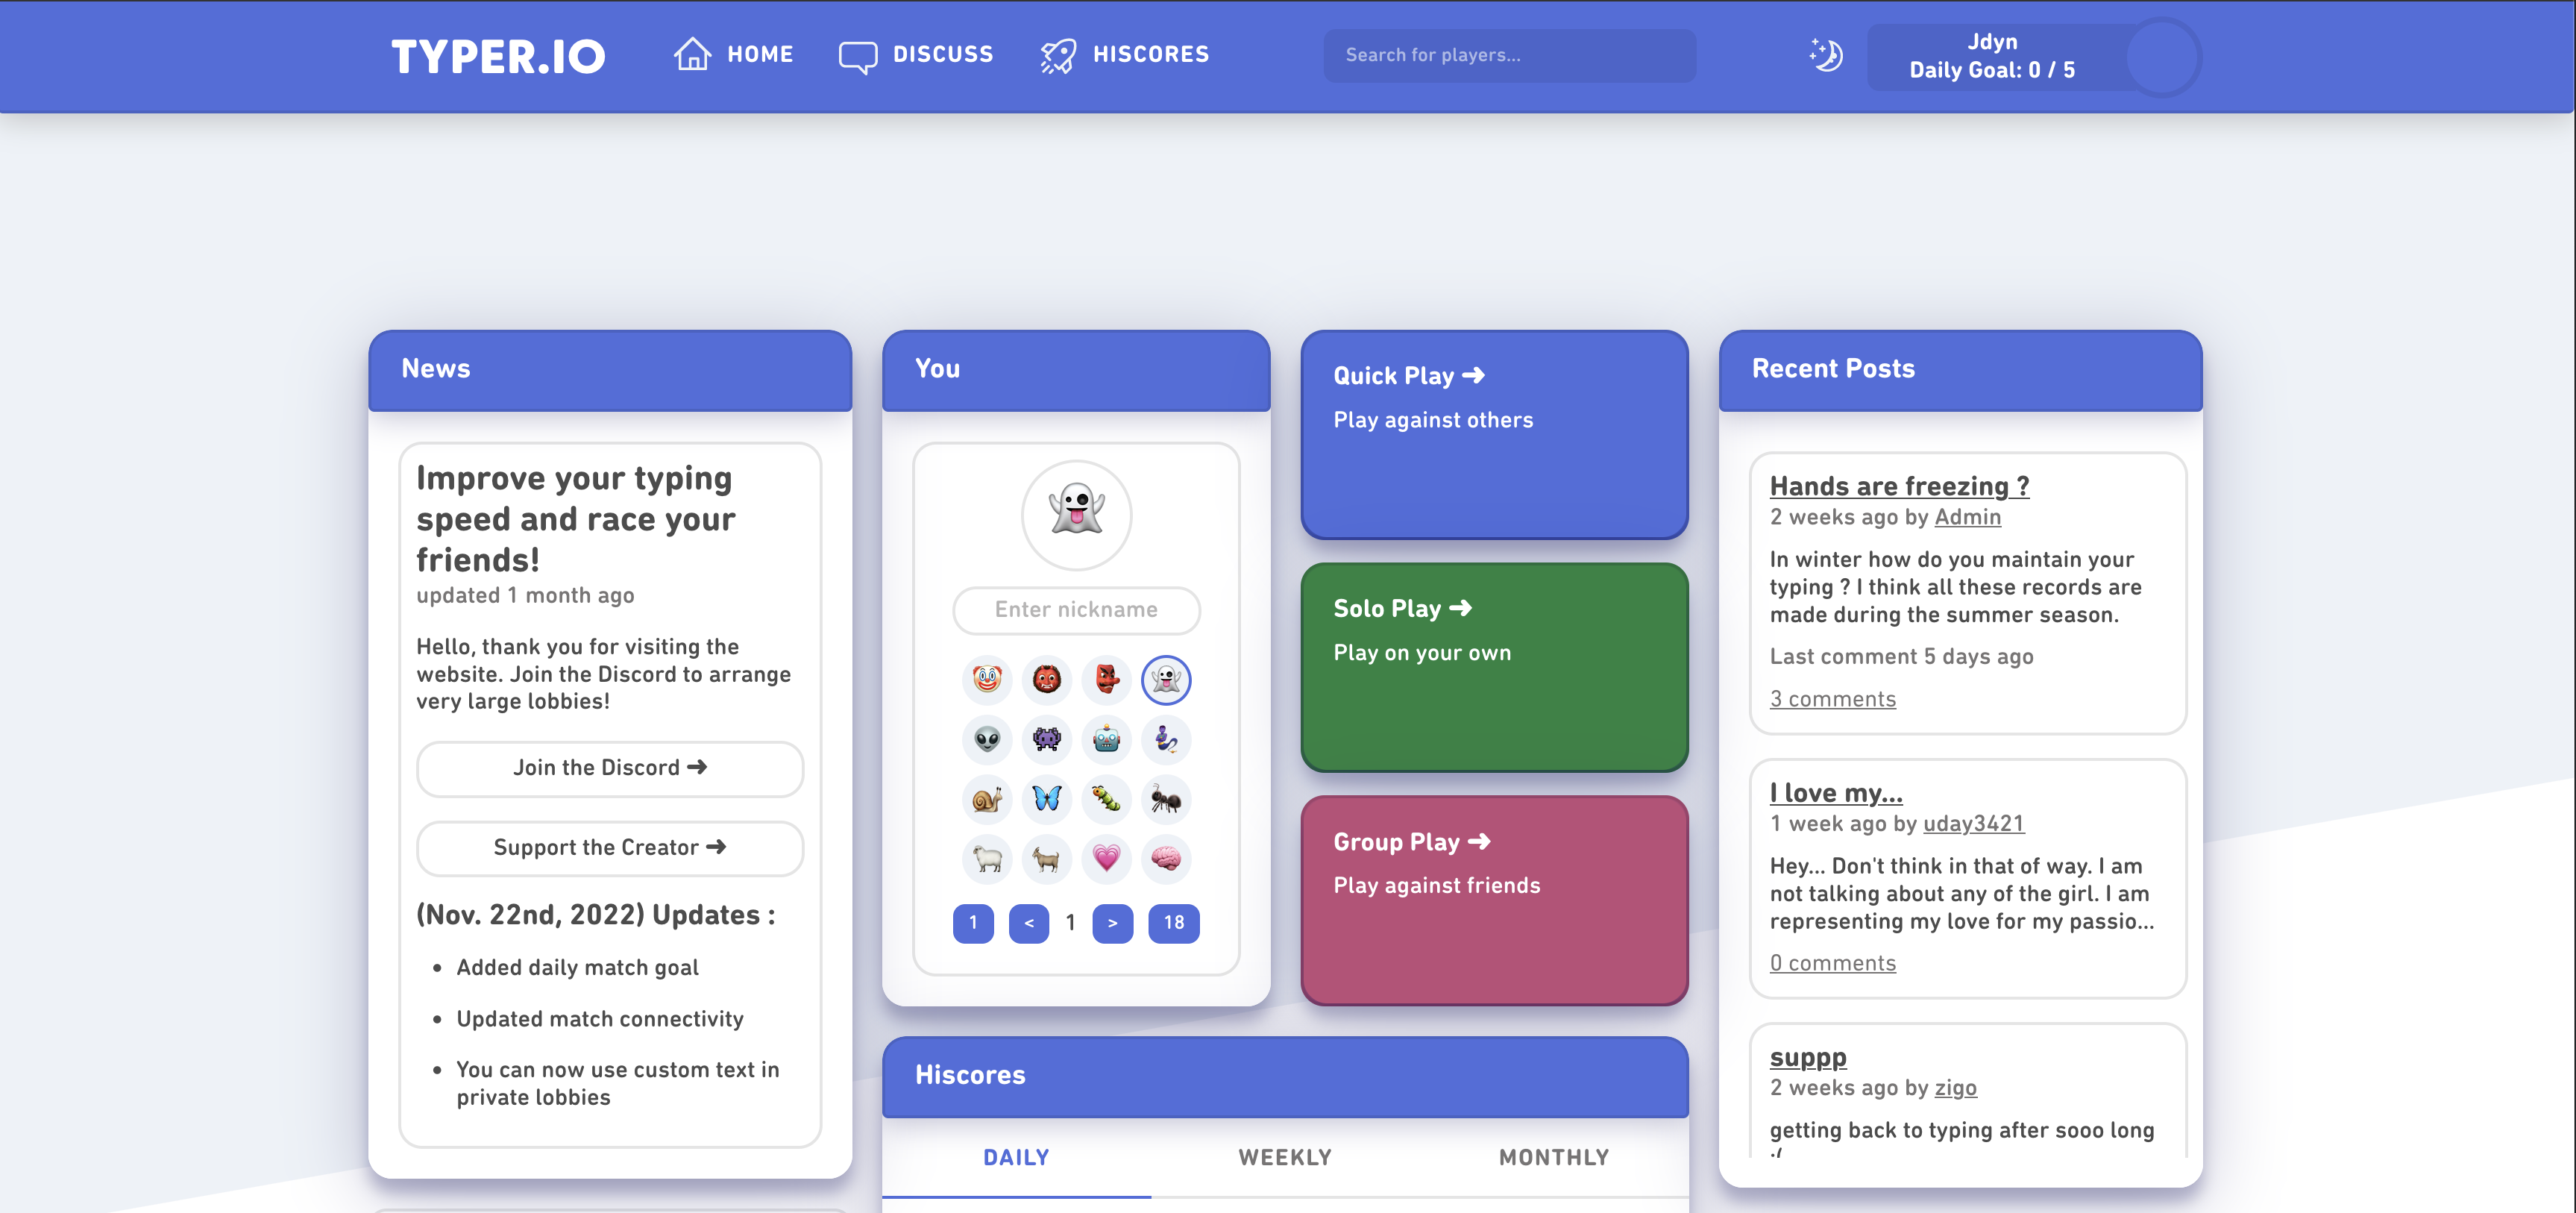 TYPER.IO
HOME
DISCUSS
HISCORES
Search for players...
Jdyn
Daily Goal: 0 / 5
News
Improve your typing
speed and race your
friends!
updated 1 month ago
Hello, thank you for visiting the
website. Join the Discord to arrange
very large lobbies!
Join the Discord ➜
Support the Creator ➜
(Nov. 22nd, 2022) Updates :
• Added daily match goal
• Updated match connectivity
• You can now use custom text in
private lobbies
You
Enter nickname
1 < 1 > 18
Quick Play ➜
Play against others
Solo Play ➜
Play on your own
Group Play ➜
Play against friends
Hiscores
DAILY
WEEKLY
MONTHLY
Recent Posts
Hands are freezing ?
2 weeks ago by Admin
In winter how do you maintain your
typing ? I think all these records are
made during the summer season.
Last comment 5 days ago
3 comments
I love my...
1 week ago by uday3421
Hey... Don't think in that of way. I am
not talking about any of the girl. I am
representing my love for my passio...
0 comments
suppp
2 weeks ago by zigo
getting back to typing after sooo long